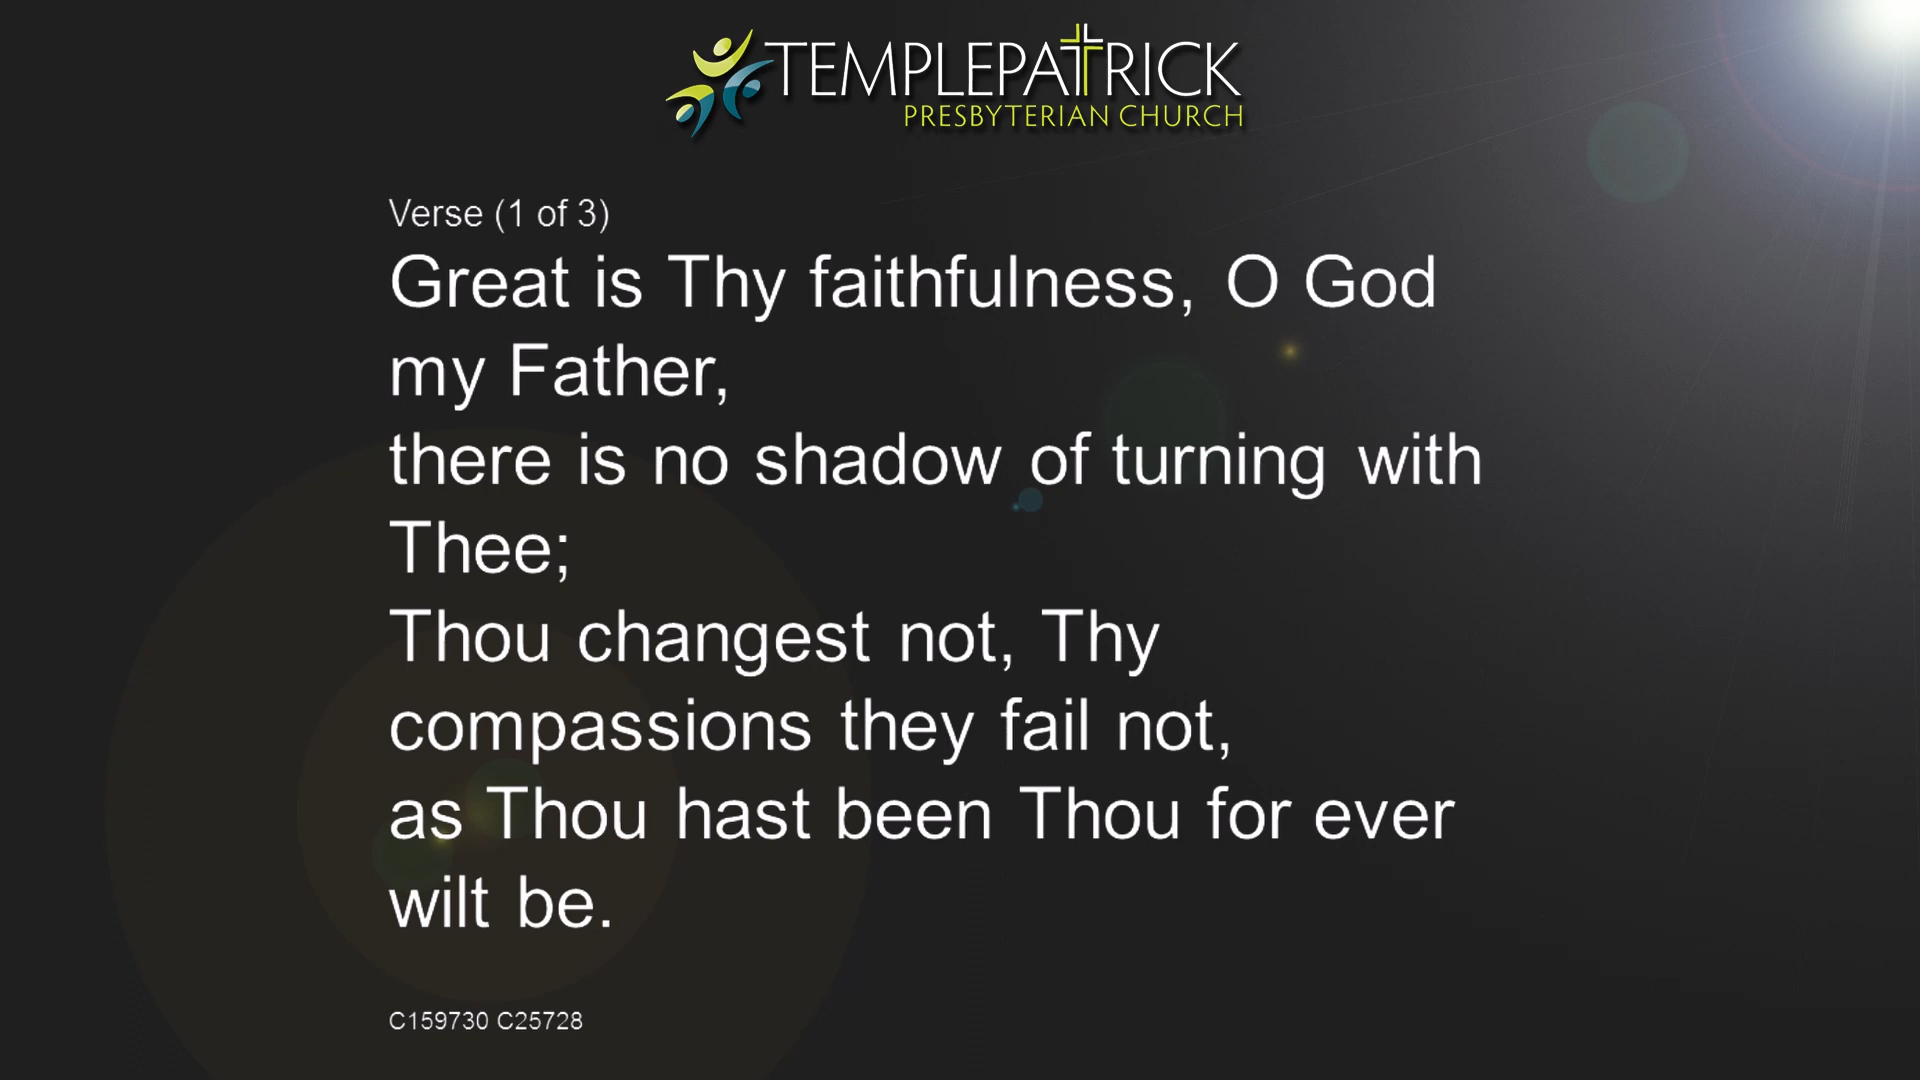 TEMPLEPATRICK
PRESBYTERIAN CHURCH
Verse (1 of 3)
Great is Thy faithfulness, O God
my Father,
there is no shadow of turning with
Thee;
Thou changest not, Thy
compassions they fail not,
as Thou hast been Thou for ever
wilt be.
C159730 C25728